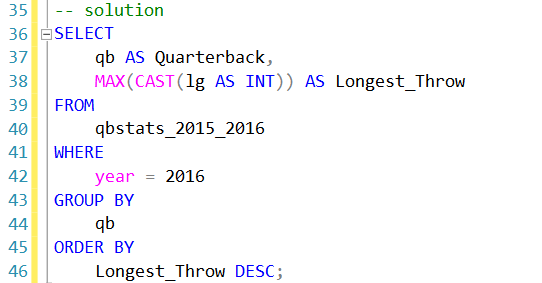 35 -- solution
36 SELECT
37 qb AS Quarterback,
38 MAX(CAST(lg AS INT)) AS Longest_Throw
39 FROM
40 qbstats_2015_2016
41 WHERE
42 year = 2016
43 GROUP BY
44 qb
45 ORDER BY
46 Longest_Throw DESC;